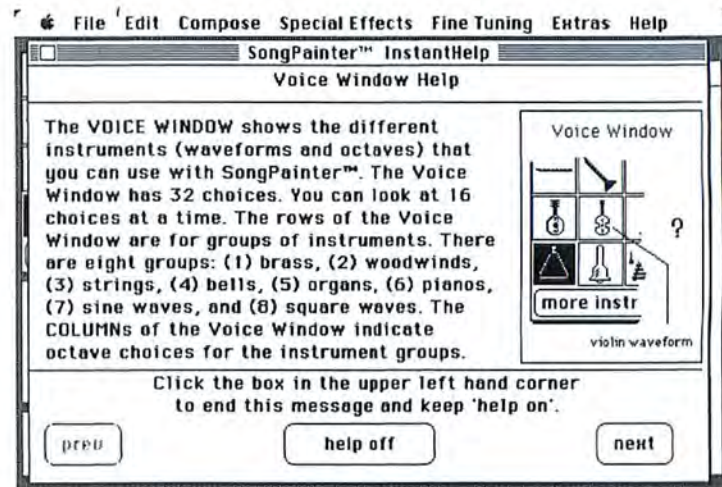 File Edit Compose Special Effects Fine Tuning Extras Help
SongPainter™ InstantHelp
Voice Window Help
The VOICE WINDOW shows the different
instruments (waveforms and octaves) that
you can use with SongPainter™. The Voice
Window has 32 choices. You can look at 16
choices at a time. The rows of the Voice
Window are for groups of instruments. There
are eight groups: (1) brass, (2) woodwinds,
(3) strings, (4) bells, (5) organs, (6) pianos,
(7) sine waves, and (8) square waves. The
COLUMNs of the Voice Window indicate
octave choices for the instrument groups.
Voice Window
?
more instr
violin waveform
Click the box in the upper left hand corner
to end this message and keep 'help on'.
prev
help off
next